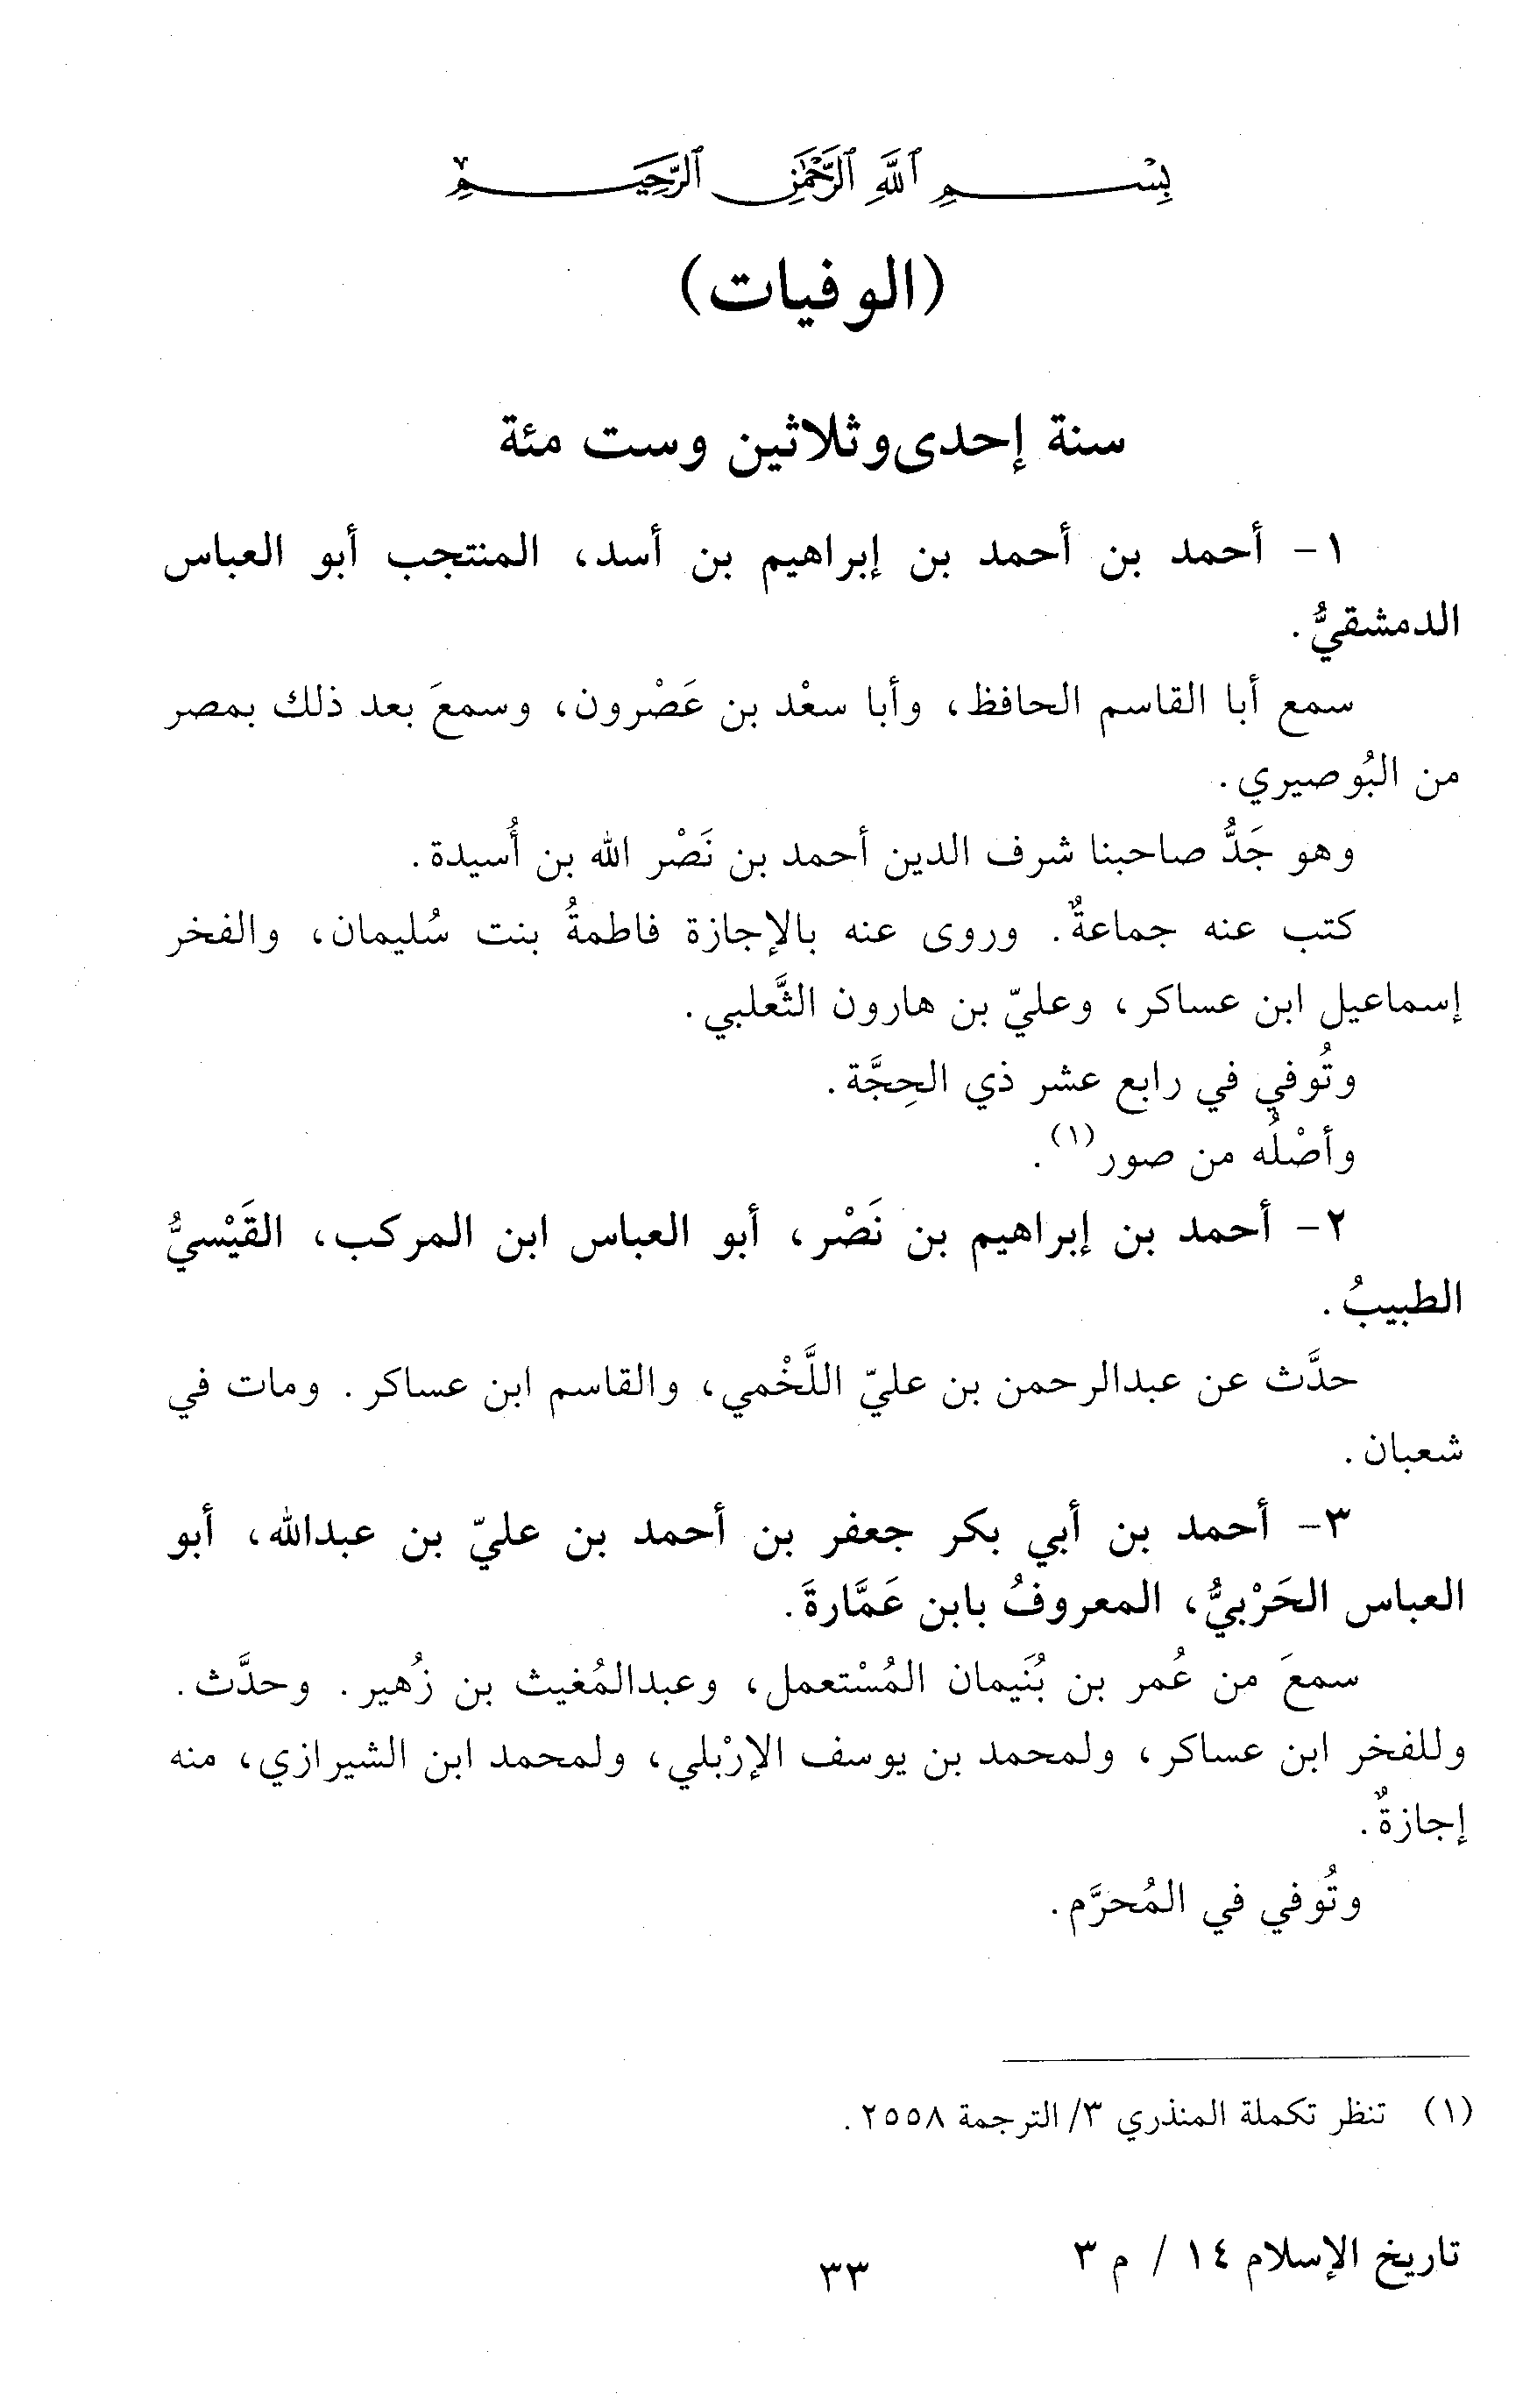 بِسْمِ ٱللَّهِ ٱلرَّحْمَٰنِ ٱلرَّحِيمِ
(الوفيات)
سنة إحدى وثلاثين وست مئة
١- أحمد بن أحمد بن إبراهيم بن أسد، المنتجب أبو العباس
الدمشقيُّ.
سمع أبا القاسم الحافظ، وأبا سعْد بن عَصْرون، وسمعَ بعد ذلك بمصر
من البُوصيري.
وهو جَدُّ صاحبنا شرف الدين أحمد بن نَصْر الله بن أُسيدة.
كتب عنه جماعةٌ. وروى عنه بالإجازة فاطمةُ بنت سُليمان، والفخر
إسماعيل ابن عساكر، وعليّ بن هارون الثَّعلبي.
وتُوفي في رابع عشر ذي الحِجَّة.
وأصْلُه من صور(١).
٢- أحمد بن إبراهيم بن نَصْر، أبو العباس ابن المركب، القَيْسيُّ
الطبيبُ.
حدَّث عن عبدالرحمن بن عليّ اللَّخْمي، والقاسم ابن عساكر. ومات في
شعبان.
٣- أحمد بن أبي بكر جعفر بن أحمد بن عليّ بن عبدالله، أبو
العباس الحَرْبيُّ، المعروفُ بابن عَمَّارةَ.
سمعَ من عُمر بن بُنَيمان المُسْتعمل، وعبدالمُغيث بن زُهير. وحدَّث.
وللفخر ابن عساكر، ولمحمد بن يوسف الإرْبلي، ولمحمد ابن الشيرازي، منه
إجازةٌ.
وتُوفي في المُحرَّم.
(١) تنظر تكملة المنذري ٣/ الترجمة ٢٥٥٨.
تاريخ الإسلام ١٤ / م ٣
٣٣